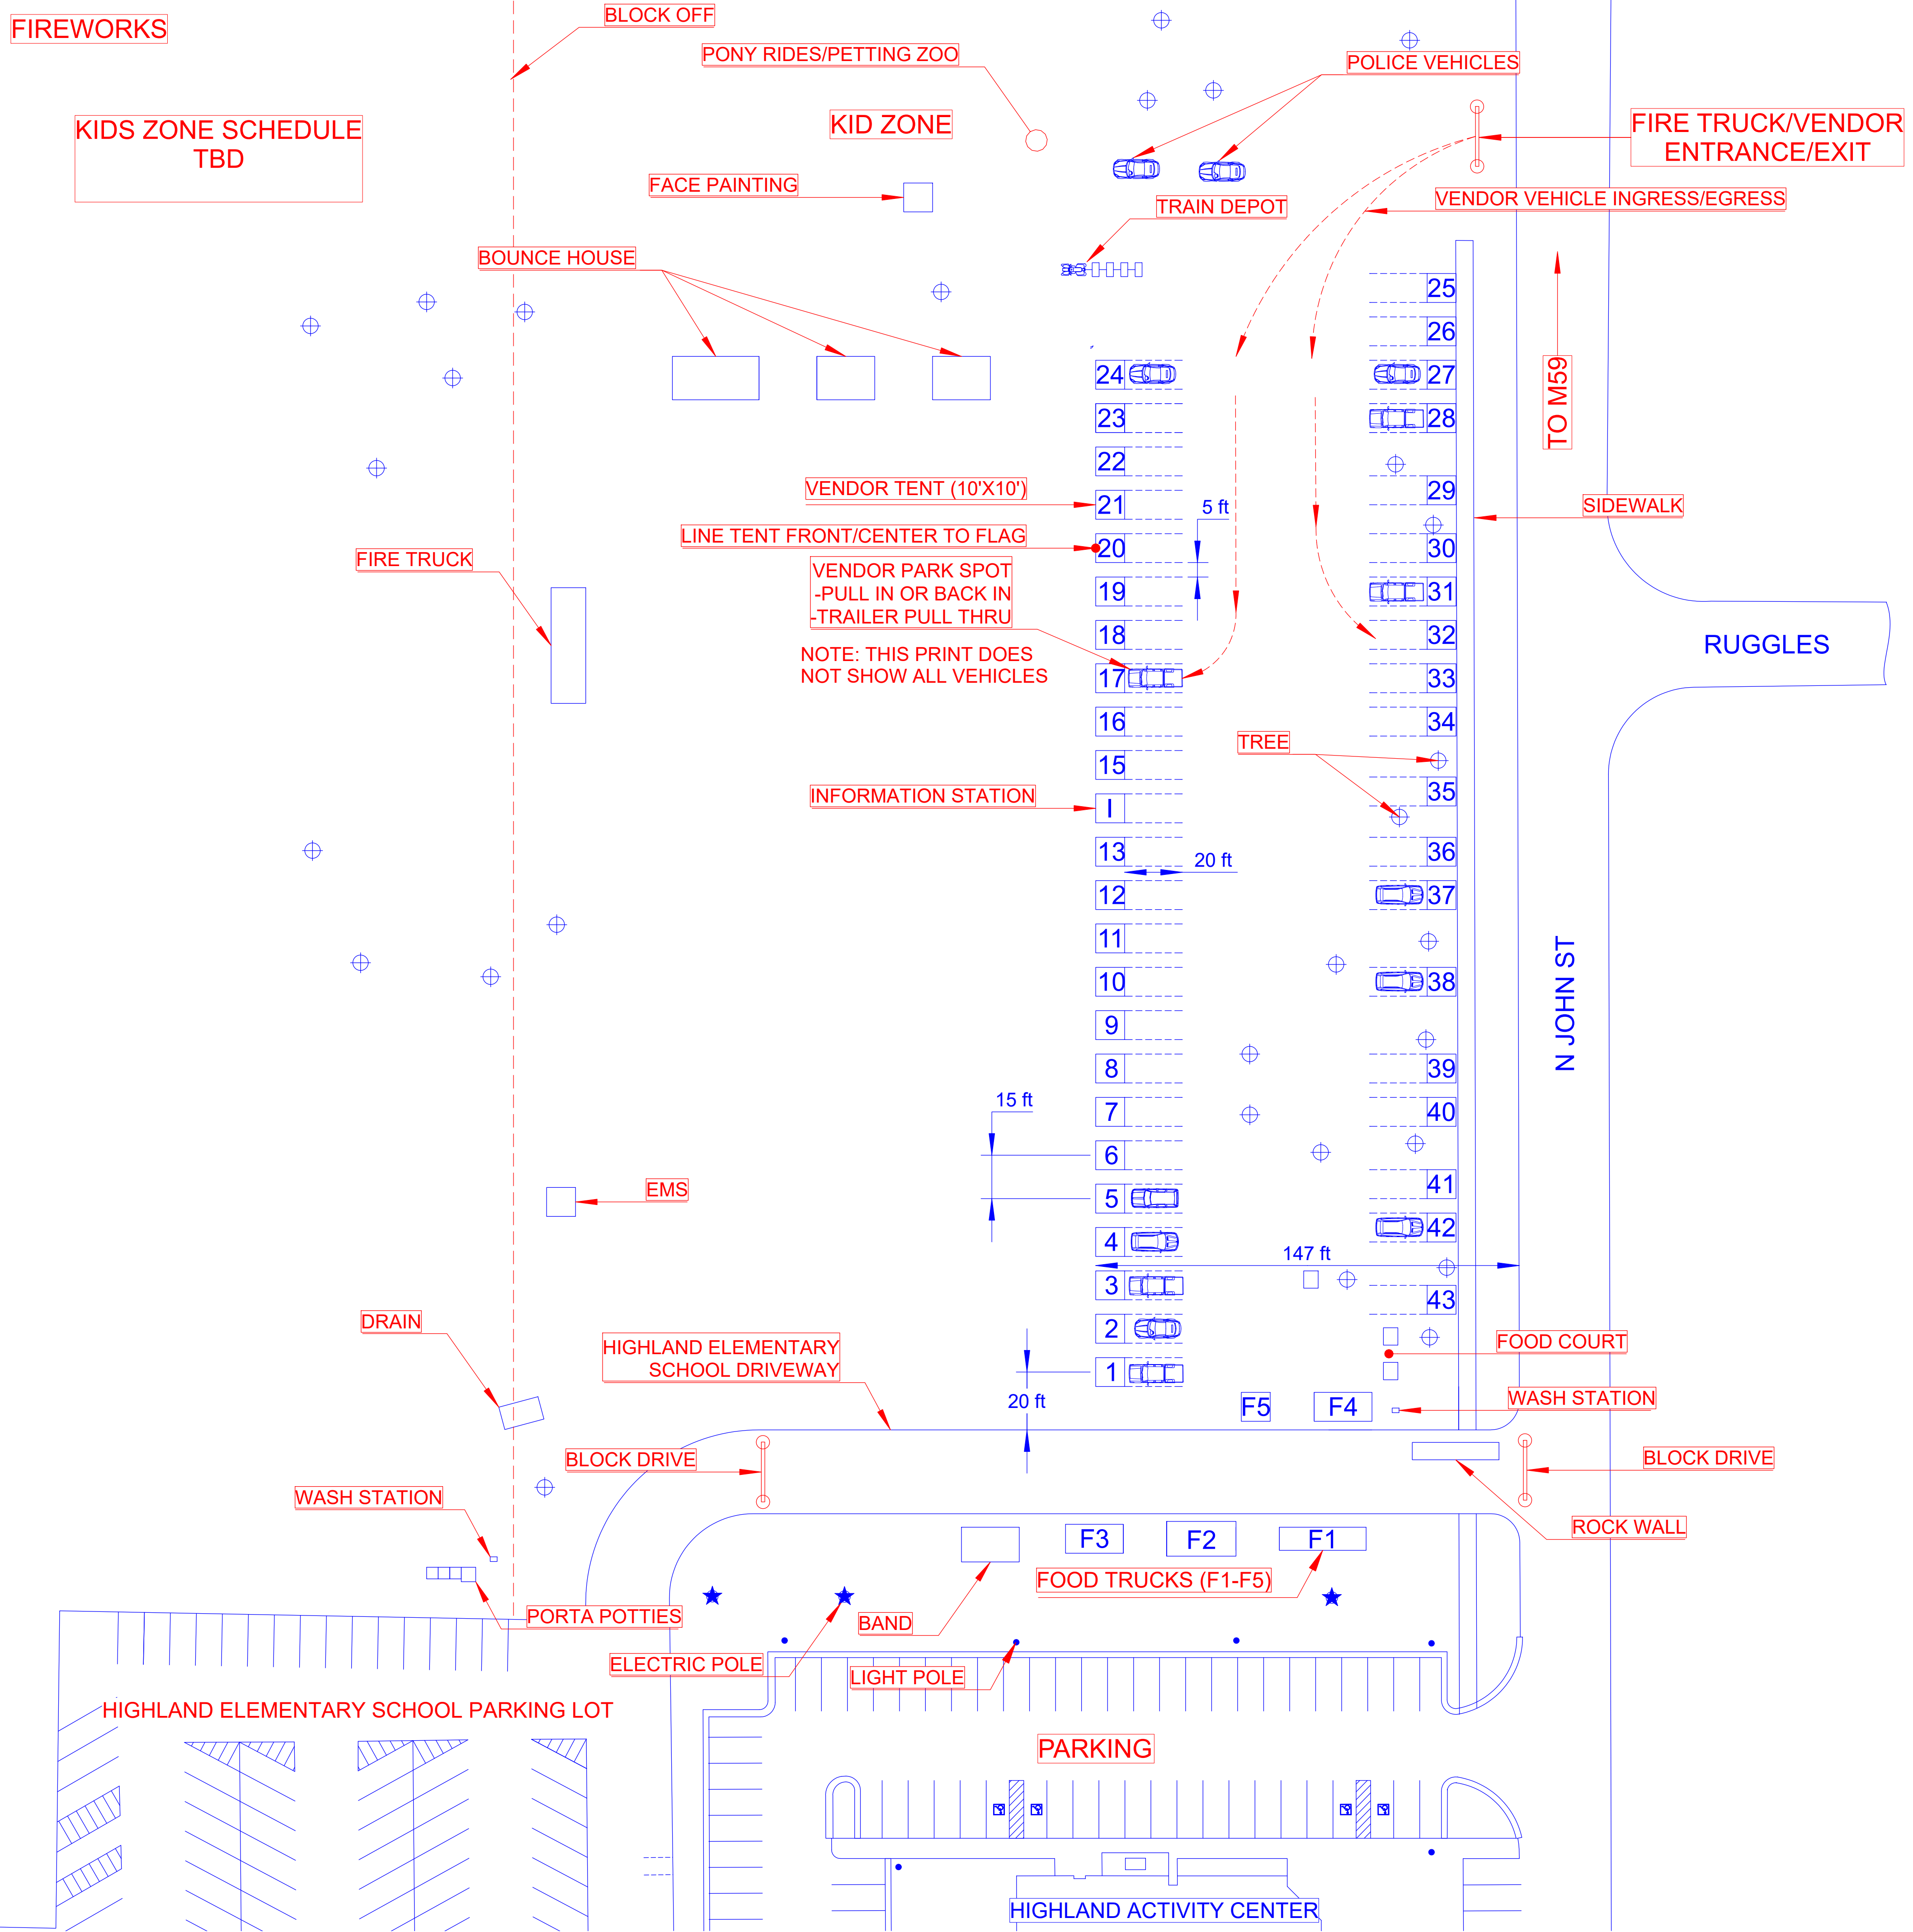 FIREWORKS
BLOCK OFF
PONY RIDES/PETTING ZOO
POLICE VEHICLES
KIDS ZONE SCHEDULE
TBD
KID ZONE
FIRE TRUCK/VENDOR
ENTRANCE/EXIT
FACE PAINTING
TRAIN DEPOT
VENDOR VEHICLE INGRESS/EGRESS
BOUNCE HOUSE
25
26
24
27
TO M59
23
28
22
VENDOR TENT (10'X10')
21
29
5 ft
SIDEWALK
LINE TENT FRONT/CENTER TO FLAG
20
30
FIRE TRUCK
VENDOR PARK SPOT
-PULL IN OR BACK IN
-TRAILER PULL THRU
19
31
18
32
RUGGLES
NOTE: THIS PRINT DOES
NOT SHOW ALL VEHICLES
17
33
16
34
TREE
15
35
INFORMATION STATION
I
13
36
20 ft
12
37
11
10
38
N JOHN ST
9
8
39
15 ft
7
40
6
EMS
5
41
4
42
147 ft
3
43
DRAIN
2
HIGHLAND ELEMENTARY
SCHOOL DRIVEWAY
FOOD COURT
1
20 ft
F5
F4
WASH STATION
BLOCK DRIVE
BLOCK DRIVE
WASH STATION
ROCK WALL
F3
F2
F1
FOOD TRUCKS (F1-F5)
PORTA POTTIES
BAND
ELECTRIC POLE
LIGHT POLE
HIGHLAND ELEMENTARY SCHOOL PARKING LOT
PARKING
HIGHLAND ACTIVITY CENTER